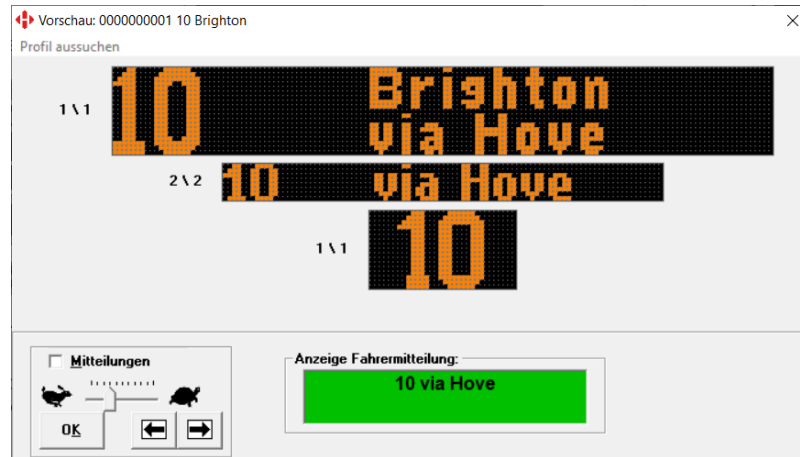 Vorschau: 0000000001 10 Brighton
Profil aussuchen
1 \ 1
10 Brighton
via Hove
2 \ 2
10 via Hove
1 \ 1
10
Mitteilungen
OK
Anzeige Fahrermitteilung:
10 via Hove